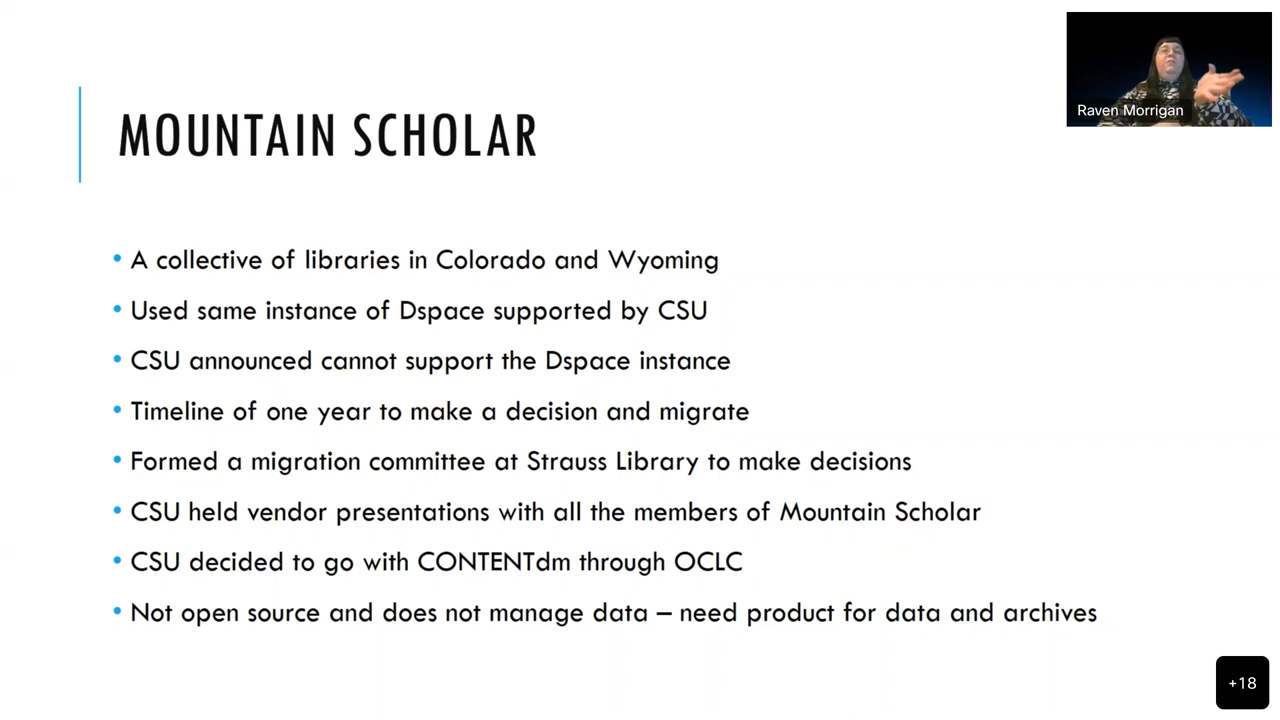 Raven Morrigan
MOUNTAIN SCHOLAR
• A collective of libraries in Colorado and Wyoming
• Used same instance of Dspace supported by CSU
• CSU announced cannot support the Dspace instance
• Timeline of one year to make a decision and migrate
• Formed a migration committee at Strauss Library to make decisions
• CSU held vendor presentations with all the members of Mountain Scholar
• CSU decided to go with CONTENTdm through OCLC
• Not open source and does not manage data – need product for data and archives
+18